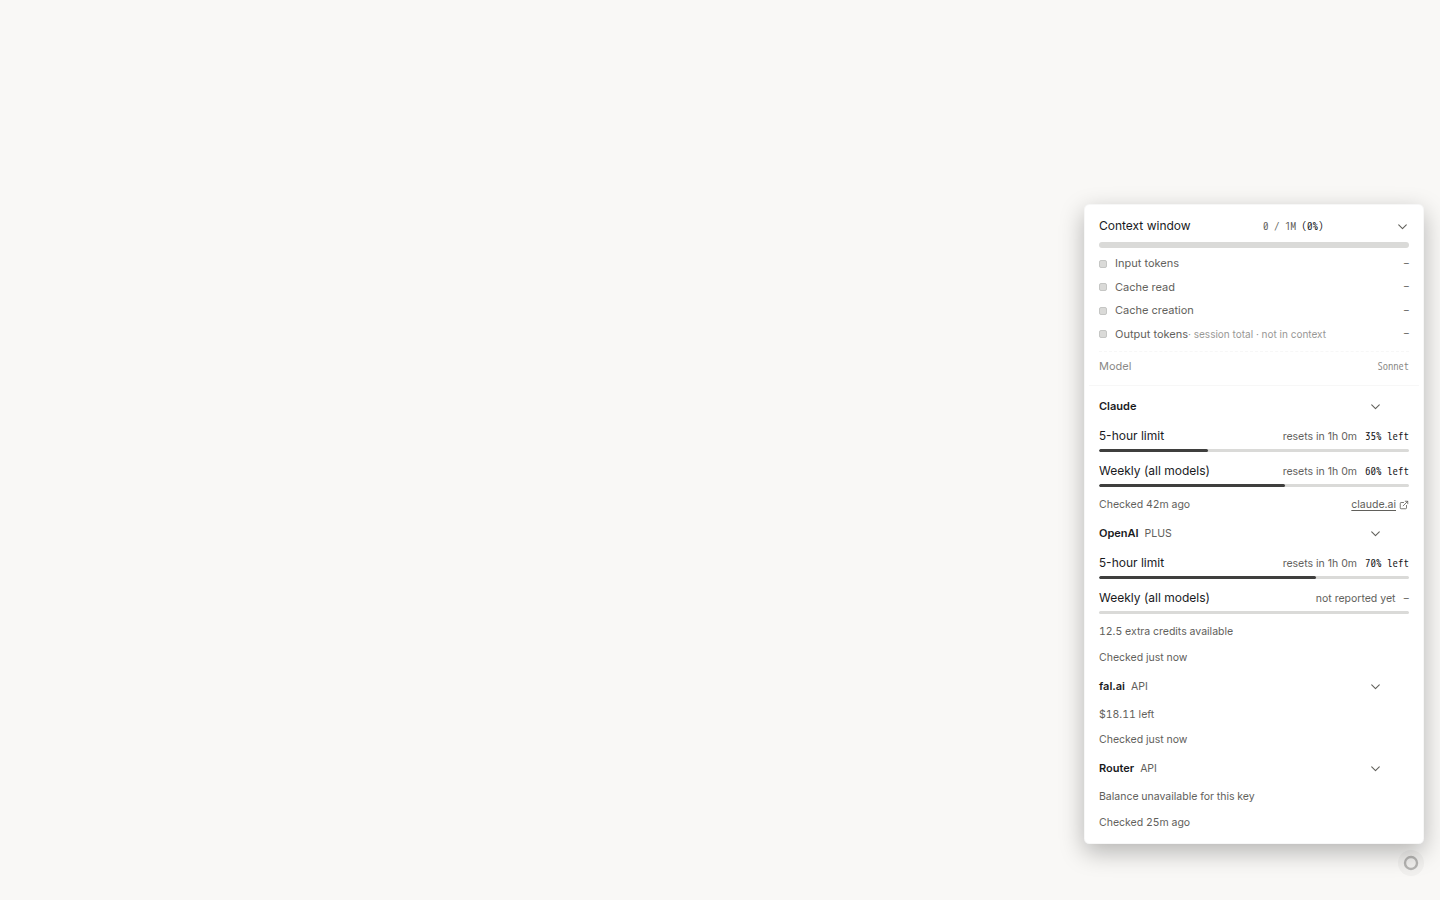 Context window 0 / 1M (0%)
Input tokens –
Cache read –
Cache creation –
Output tokens · session total · not in context –
Model Sonnet
Claude
5-hour limit resets in 1h 0m 35% left
Weekly (all models) resets in 1h 0m 60% left
Checked 42m ago claude.ai
OpenAI PLUS
5-hour limit resets in 1h 0m 70% left
Weekly (all models) not reported yet –
12.5 extra credits available
Checked just now
fal.ai API
$18.11 left
Checked just now
Router API
Balance unavailable for this key
Checked 25m ago